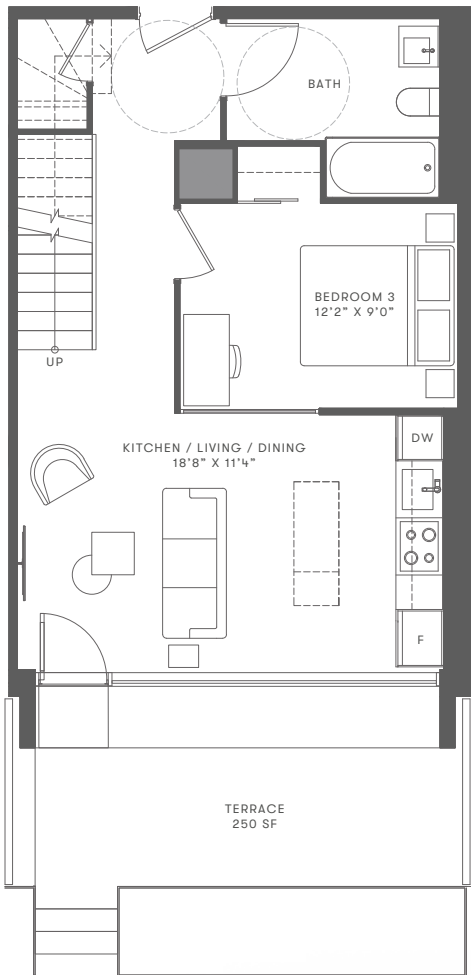 BATH
BEDROOM 3
12'2" X 9'0"
UP
KITCHEN / LIVING / DINING
18'8" X 11'4"
DW
F
TERRACE
250 SF